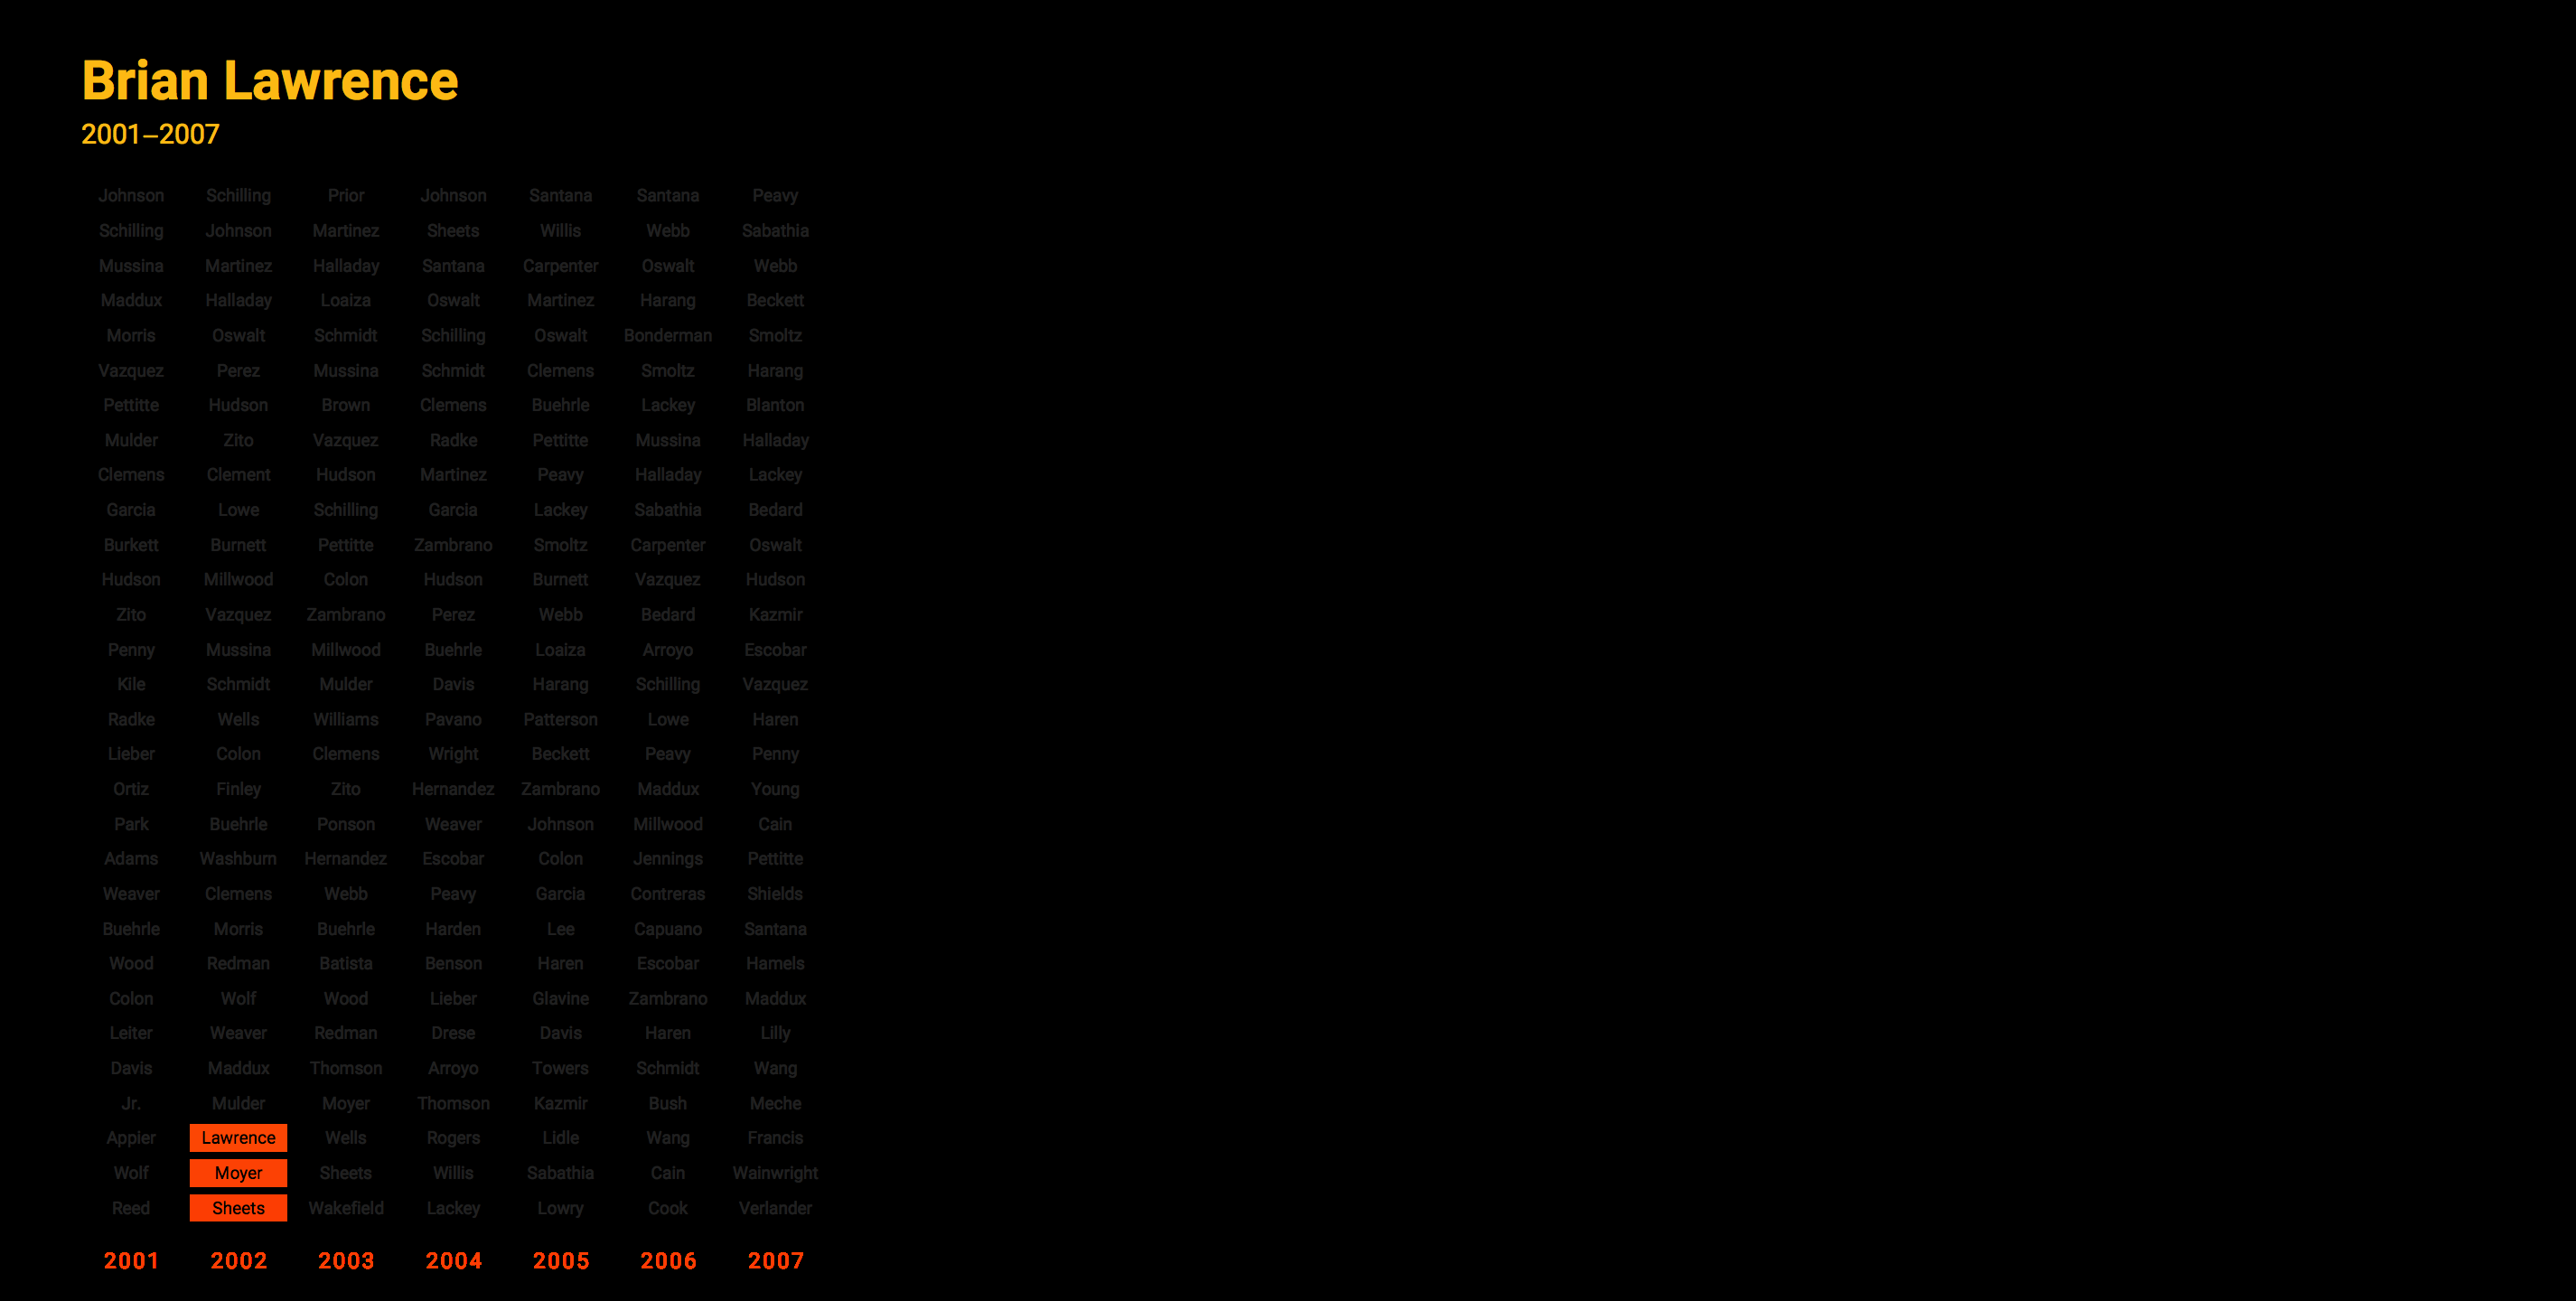 Brian Lawrence
2001–2007
Johnson Schilling Prior Johnson Santana Santana Peavy
Schilling Johnson Martinez Sheets Willis Webb Sabathia
Mussina Martinez Halladay Santana Carpenter Oswalt Webb
Maddux Halladay Loaiza Oswalt Martinez Harang Beckett
Morris Oswalt Schmidt Schilling Oswalt Bonderman Smoltz
Vazquez Perez Mussina Schmidt Clemens Smoltz Harang
Pettitte Hudson Brown Clemens Buehrle Lackey Blanton
Mulder Zito Vazquez Radke Pettitte Mussina Halladay
Clemens Clement Hudson Martinez Peavy Halladay Lackey
Garcia Lowe Schilling Garcia Lackey Sabathia Bedard
Burkett Burnett Pettitte Zambrano Smoltz Carpenter Oswalt
Hudson Millwood Colon Hudson Burnett Vazquez Hudson
Zito Vazquez Zambrano Perez Webb Bedard Kazmir
Penny Mussina Millwood Buehrle Loaiza Arroyo Escobar
Kile Schmidt Mulder Davis Harang Schilling Vazquez
Radke Wells Williams Pavano Patterson Lowe Haren
Lieber Colon Clemens Wright Beckett Peavy Penny
Ortiz Finley Zito Hernandez Zambrano Maddux Young
Park Buehrle Ponson Weaver Johnson Millwood Cain
Adams Washburn Hernandez Escobar Colon Jennings Pettitte
Weaver Clemens Webb Peavy Garcia Contreras Shields
Buehrle Morris Buehrle Harden Lee Capuano Santana
Wood Redman Batista Benson Haren Escobar Hamels
Colon Wolf Wood Lieber Glavine Zambrano Maddux
Leiter Weaver Redman Drese Davis Haren Lilly
Davis Maddux Thomson Arroyo Towers Schmidt Wang
Jr. Mulder Moyer Thomson Kazmir Bush Meche
Appier Lawrence Wells Rogers Lidle Wang Francis
Wolf Moyer Sheets Willis Sabathia Cain Wainwright
Reed Sheets Wakefield Lackey Lowry Cook Verlander
2001 2002 2003 2004 2005 2006 2007